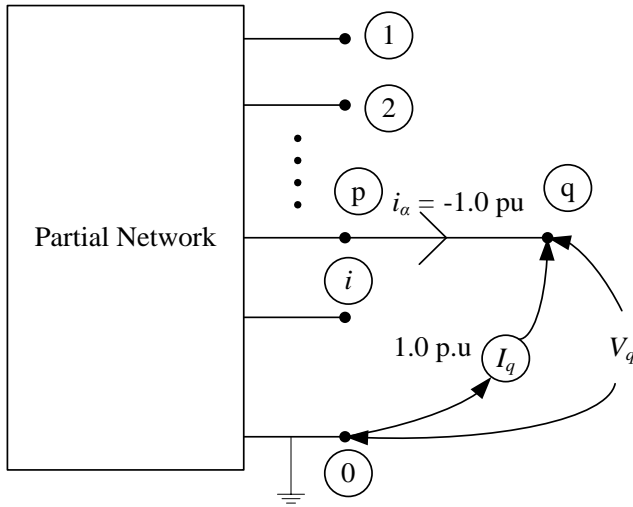 1
2
p
q
i_α = -1.0 pu
Partial Network
i
1.0 p.u
I_q
V_q
0